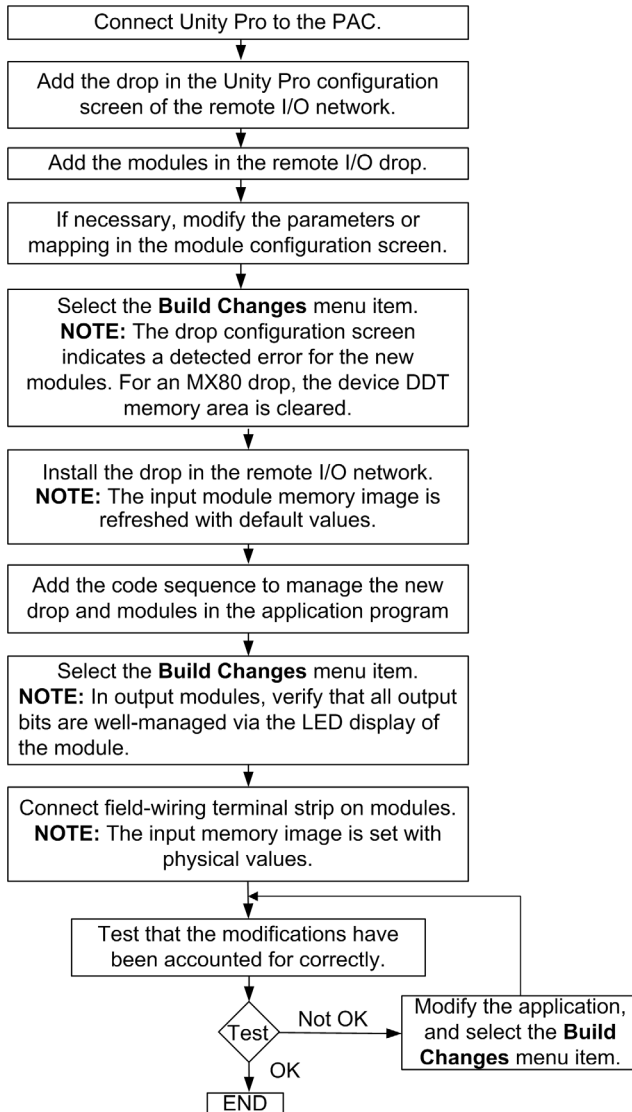 Connect Unity Pro to the PAC.
Add the drop in the Unity Pro configuration
screen of the remote I/O network.
Add the modules in the remote I/O drop.
If necessary, modify the parameters or
mapping in the module configuration screen.
Select the Build Changes menu item.
NOTE: The drop configuration screen
indicates a detected error for the new
modules. For an MX80 drop, the device DDT
memory area is cleared.
Install the drop in the remote I/O network.
NOTE: The input module memory image is
refreshed with default values.
Add the code sequence to manage the new
drop and modules in the application program
Select the Build Changes menu item.
NOTE: In output modules, verify that all output
bits are well-managed via the LED display of
the module.
Connect field-wiring terminal strip on modules.
NOTE: The input memory image is set with
physical values.
Test that the modifications have
been accounted for correctly.
Test
Not OK
Modify the application,
and select the Build
Changes menu item.
OK
END